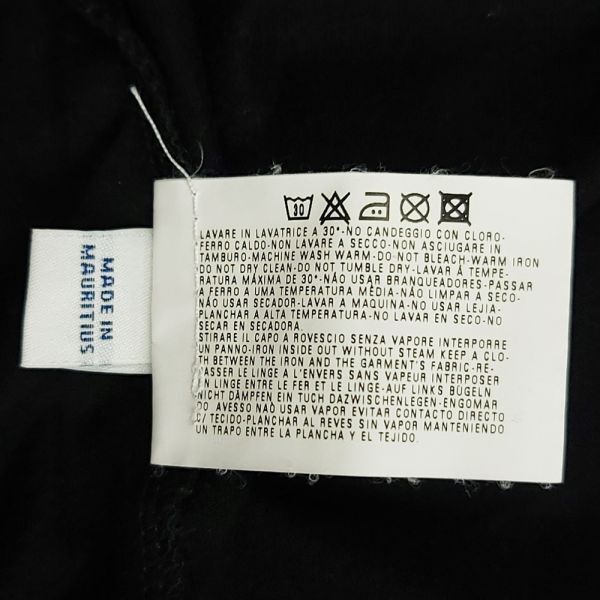 MADE IN
MAURITIUS
30
LAVARE IN LAVATRICE A 30°-NO CANDEGGIO CON CLORO-
FERRO CALDO-NON LAVARE A SECCO-NON ASCIUGARE IN
TAMBURO-MACHINE WASH WARM-DO NOT BLEACH-WARM IRON
DO NOT DRY CLEAN-DO NOT TUMBLE DRY-LAVAR À TEMPE-
RATURA MÁXIMA DE 30°-NÃO USAR BRANQUEADORES-PASSAR
A FERRO A UMA TEMPERATURA MÉDIA-NÃO LIMPAR A SECO-
NÃO USAR SECADOR-LAVAR A MAQUINA-NO USAR LEJIA-
PLANCHAR A ALTA TEMPERATURA-NO LAVAR EN SECO-NO
SECAR EN SECADORA.
STIRARE IL CAPO A ROVESCIO SENZA VAPORE INTERPORRE
UN PANNO-IRON INSIDE OUT WITHOUT STEAM KEEP A CLO-
TH BETWEEN THE IRON AND THE GARMENT'S FABRIC-RE-
CASSER LE LINGE A L'ENVERS SANS VAPEUR INTERPOSER
EN LINGE ENTRE LE FER ET LE LINGE-AUF LINKS BÜGELN
NICHT DÄMPFEN EIN TUCH DAZWISCHENLEGEN-ENGOMAR
DO AVESSO NAÒ USAR VAPOR EVITAR CONTACTO DIRECTO
C/ TECIDO-PLANCHAR AL REVES SIN VAPOR MANTENIENDO
UN TRAPO ENTRE LA PLANCHA Y EL TEJIDO.